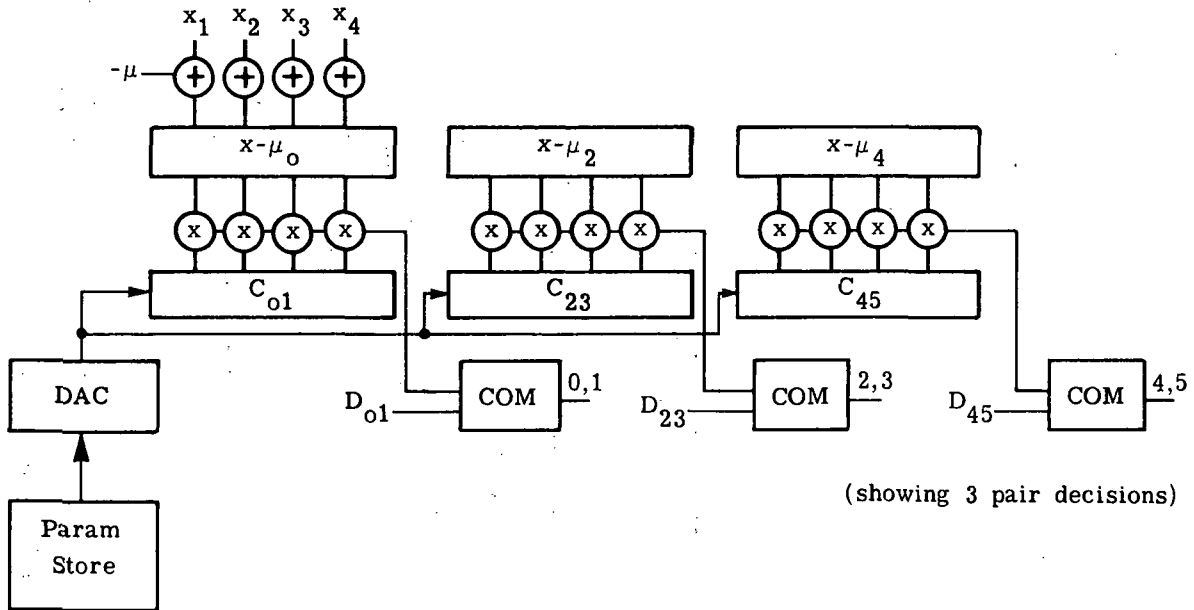 x₁ x₂ x₃ x₄
-μ + + + +
x-μₒ x-μ₂ x-μ₄
x x x x x x x x x x x x
Cₒ₁ C₂₃ C₄₅
DAC
COM 0,1 COM 2,3 COM 4,5
Dₒ₁ D₂₃ D₄₅
(showing 3 pair decisions)
Param
Store